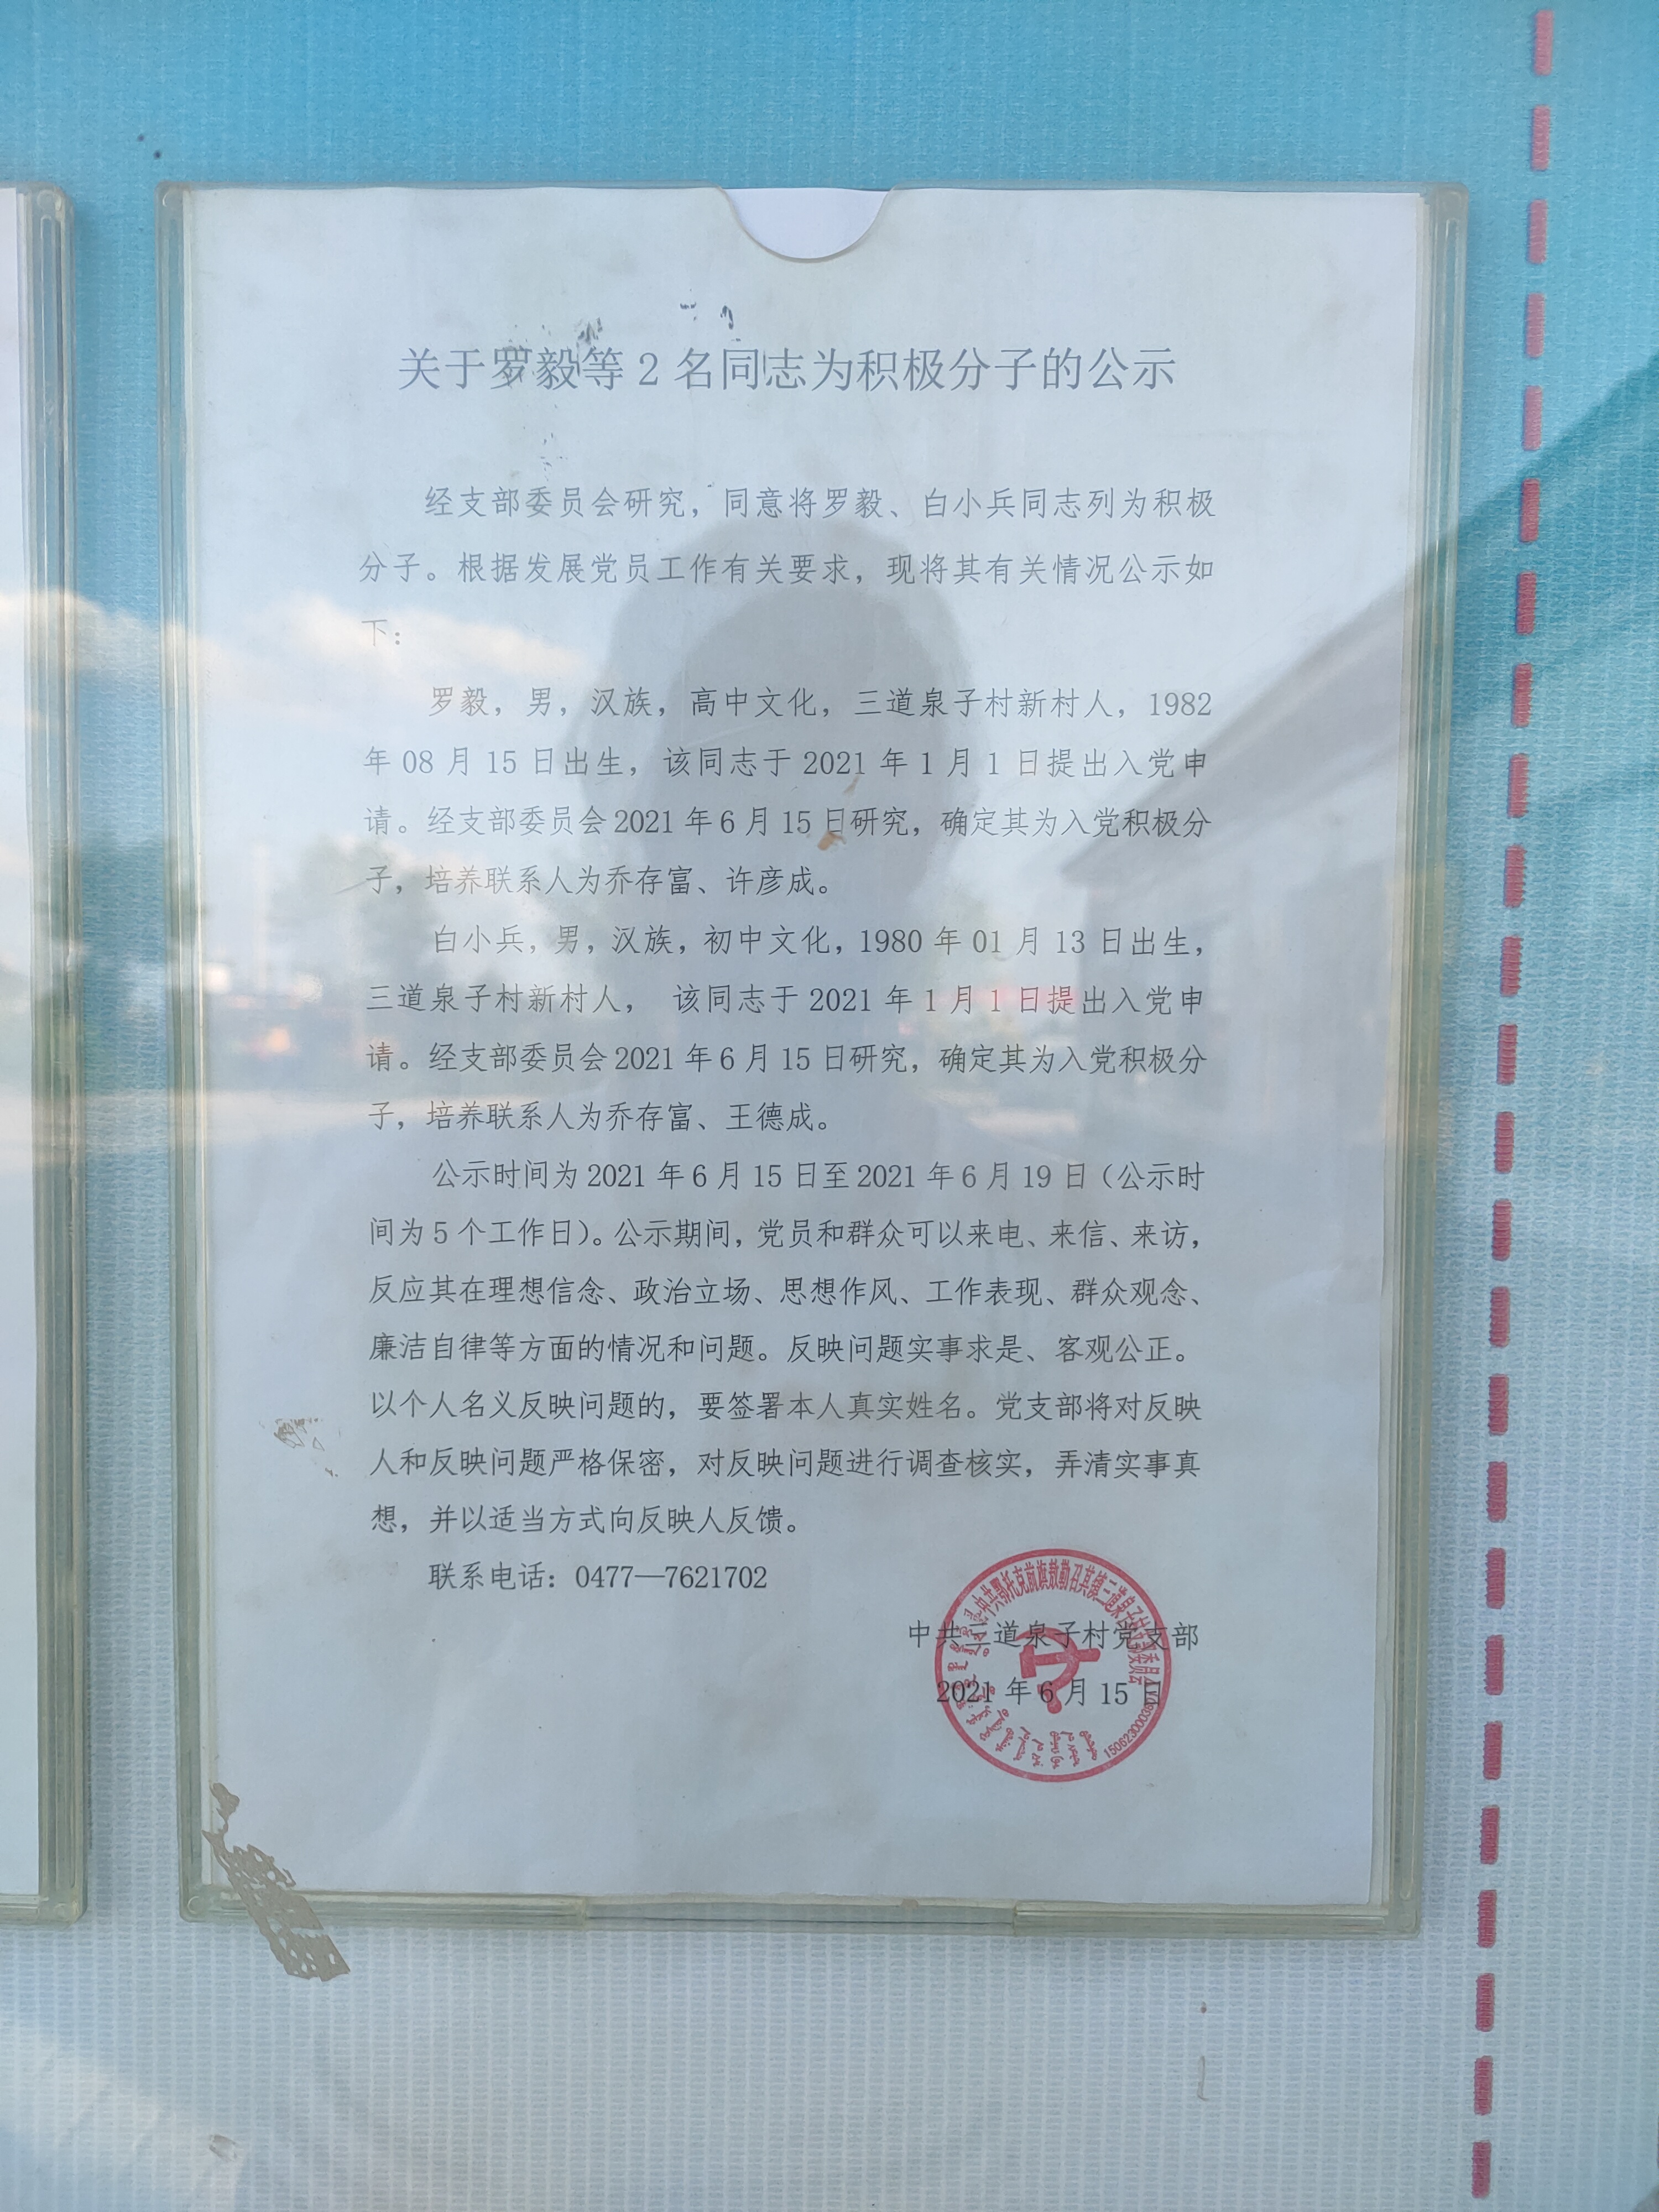 关于罗毅等2名同志为积极分子的公示
经支部委员会研究，同意将罗毅、白小兵同志列为积极
分子。根据发展党员工作有关要求，现将其有关情况公示如
下：
罗毅，男，汉族，高中文化，三道泉子村新村人，1982
年08月15日出生，该同志于2021年1月1日提出入党申
请。经支部委员会2021年6月15日研究，确定其为入党积极分
子，培养联系人为乔存富、许彦成。
白小兵，男，汉族，初中文化，1980年01月13日出生，
三道泉子村新村人， 该同志于2021年1月1日提出入党申
请。经支部委员会2021年6月15日研究，确定其为入党积极分
子，培养联系人为乔存富、王德成。
公示时间为2021年6月15日至2021年6月19日（公示时
间为5个工作日）。公示期间，党员和群众可以来电、来信、来访，
反应其在理想信念、政治立场、思想作风、工作表现、群众观念、
廉洁自律等方面的情况和问题。反映问题实事求是、客观公正。
以个人名义反映问题的，要签署本人真实姓名。党支部将对反映
人和反映问题严格保密，对反映问题进行调查核实，弄清实事真
想，并以适当方式向反映人反馈。
联系电话：0477—7621702
中共三道泉子村党支部
2021年6月15日
中共鄂托克前旗敖勒召其镇三道泉子村支部委员会